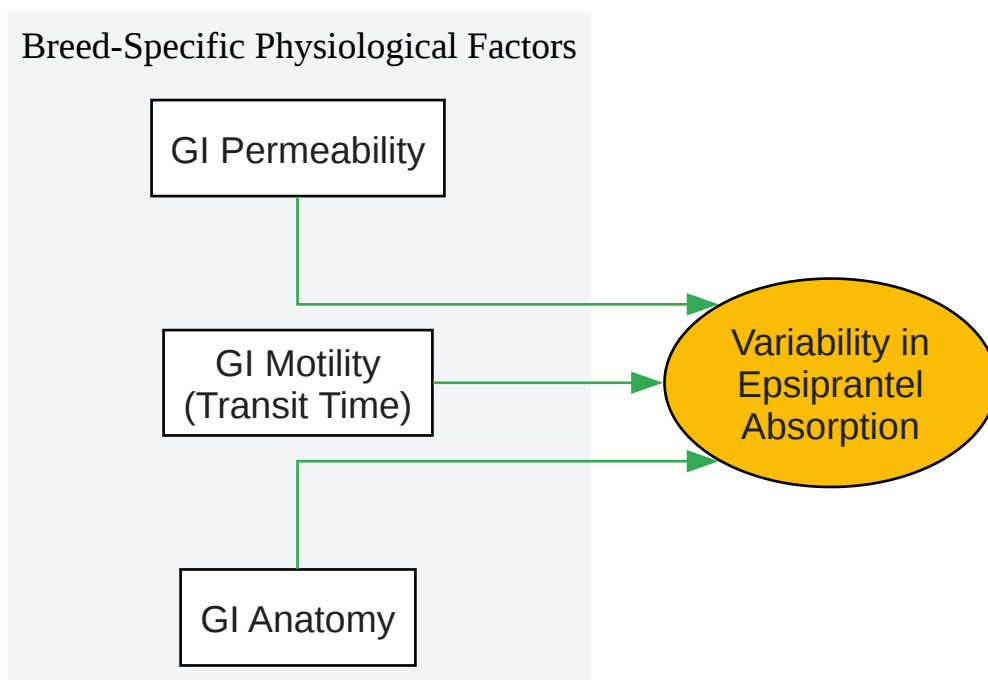 Breed-Specific Physiological Factors
GI Permeability
GI Motility
(Transit Time)
GI Anatomy
Variability in
Epsiprantel
Absorption